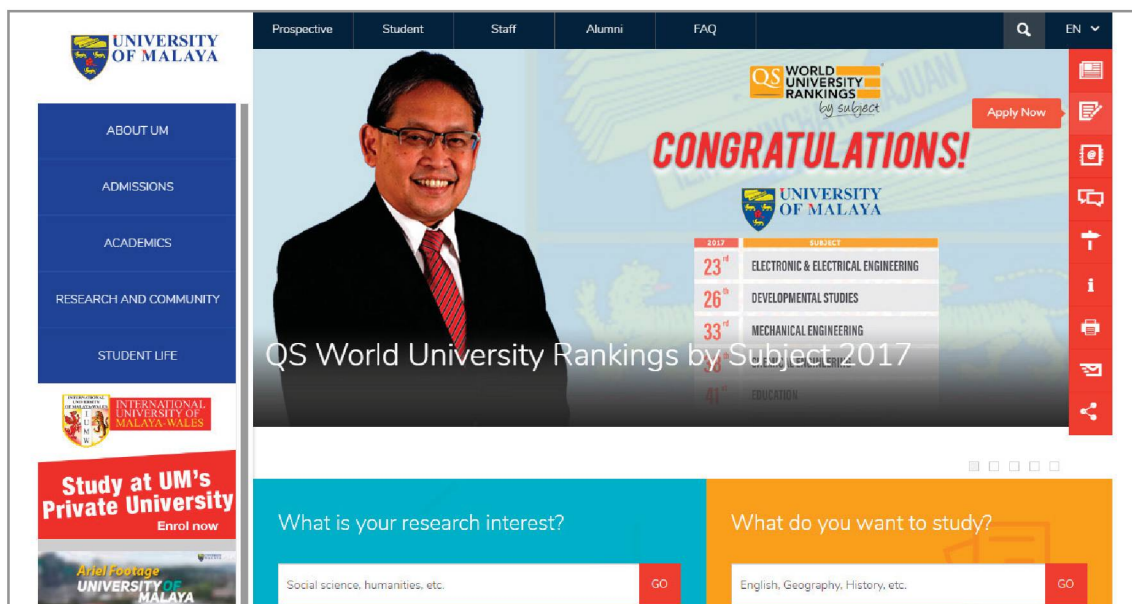 UNIVERSITY
OF MALAYA
Prospective Student Staff Alumni FAQ EN
ABOUT UM
ADMISSIONS
ACADEMICS
RESEARCH AND COMMUNITY
STUDENT LIFE
INTERNATIONAL
UNIVERSITY OF
MALAYA-WALES
I
U
M
W
Study at UM's
Private University
Enrol now
Ariel Footage
UNIVERSITY OF
MALAYA
QS WORLD
UNIVERSITY
RANKINGS
by subject
Apply Now
CONGRATULATIONS!
UNIVERSITY
OF MALAYA
2017 SUBJECT
23rd ELECTRONIC & ELECTRICAL ENGINEERING
26th DEVELOPMENTAL STUDIES
33rd MECHANICAL ENGINEERING
QS World University Rankings by Subject 2017
41st EDUCATION
What is your research interest?
Social science, humanities, etc. GO
What do you want to study?
English, Geography, History, etc. GO